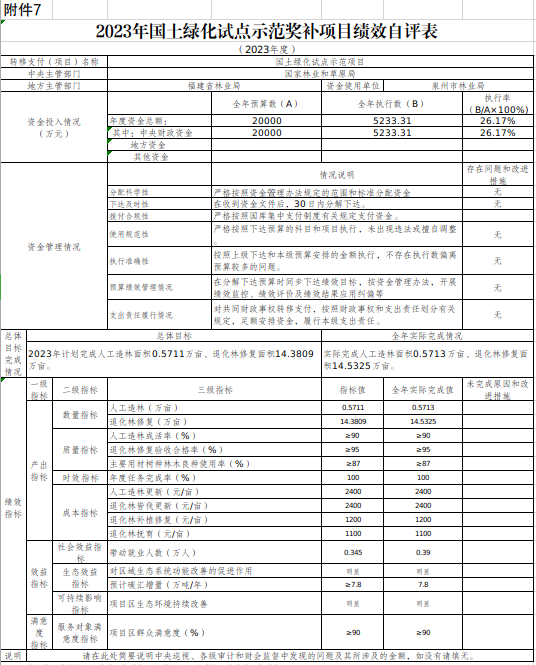 附件7
2023年国土绿化试点示范奖补项目绩效自评表
（2023年度）
转移支付（项目）名称 国土绿化试点示范项目
中央主管部门 国家林业和草原局
地方主管部门 福建省林业局 资金使用单位 泉州市林业局
资金投入情况（万元） 全年预算数（A） 全年执行数（B） 执行率（B/A×100%）
年度资金总额： 20000 5233.31 26.17%
其中：中央财政资金 20000 5233.31 26.17%
地方资金
其他资金
资金管理情况 情况说明 存在问题和改进措施
分配科学性 严格按照资金管理办法规定的范围和标准分配资金 无
下达及时性 在收到资金文件后，30日内分解下达。 无
拨付合规性 严格按照国库集中支付制度有关规定支付资金。 无
使用规范性 严格按照下达预算的科目和项目执行，未出现违法或擅自调整。 无
执行准确性 按照上级下达和本级预算安排的金额执行，不存在执行数偏离预算较多的问题。 无
预算绩效管理情况 在分解下达预算时同步下达绩效目标，按资金管理办法，开展绩效监控、绩效评价及绩效结果应用纠偏等 无
支出责任履行情况 对共同财政事权转移支付，按照财政事权和支出责任划分有关规定，足额安排资金，履行本级支出责任。 无
总体目标完成情况 总体目标 全年实际完成情况
2023年计划完成人工造林面积0.5711万亩、退化林修复面积14.3809万亩。 实际完成人工造林面积0.5713万亩、退化林修复面积14.5325万亩。
绩效指标 一级指标 二级指标 三级指标 指标值 全年实际完成值 未完成原因和改进措施
产出指标 数量指标 人工造林（万亩） 0.5711 0.5713
退化林修复（万亩） 14.3809 14.5325
质量指标 人工造林成活率（%） ≥90 ≥90
退化林修复验收合格率（%） ≥95 ≥95
主要用材树种林木良种使用率（%） ≥87 ≥87
时效指标 年度任务完成率（%） 100 100
成本指标 人工造林更新（元/亩） 2400 2400
退化林皆伐更新（元/亩） 2400 2400
退化林补植修复（元/亩） 1200 1200
退化林抚育（元/亩） 1100 1100
效益指标 社会效益指标 带动就业人数（万人） 0.345 0.39
生态效益指标 对区域生态系统功能改善的促进作用 明显 明显
预计碳汇增量（万吨/年） ≥7.8 7.8
可持续影响指标 项目区生态环境持续改善 明显 明显
满意度指标 服务对象满意度指标 项目区群众满意度（%） ≥90 ≥90
说明 请在此处简要说明中央巡视、各级审计和财会监督中发现的问题及其所涉及的金额，如没有请填无。